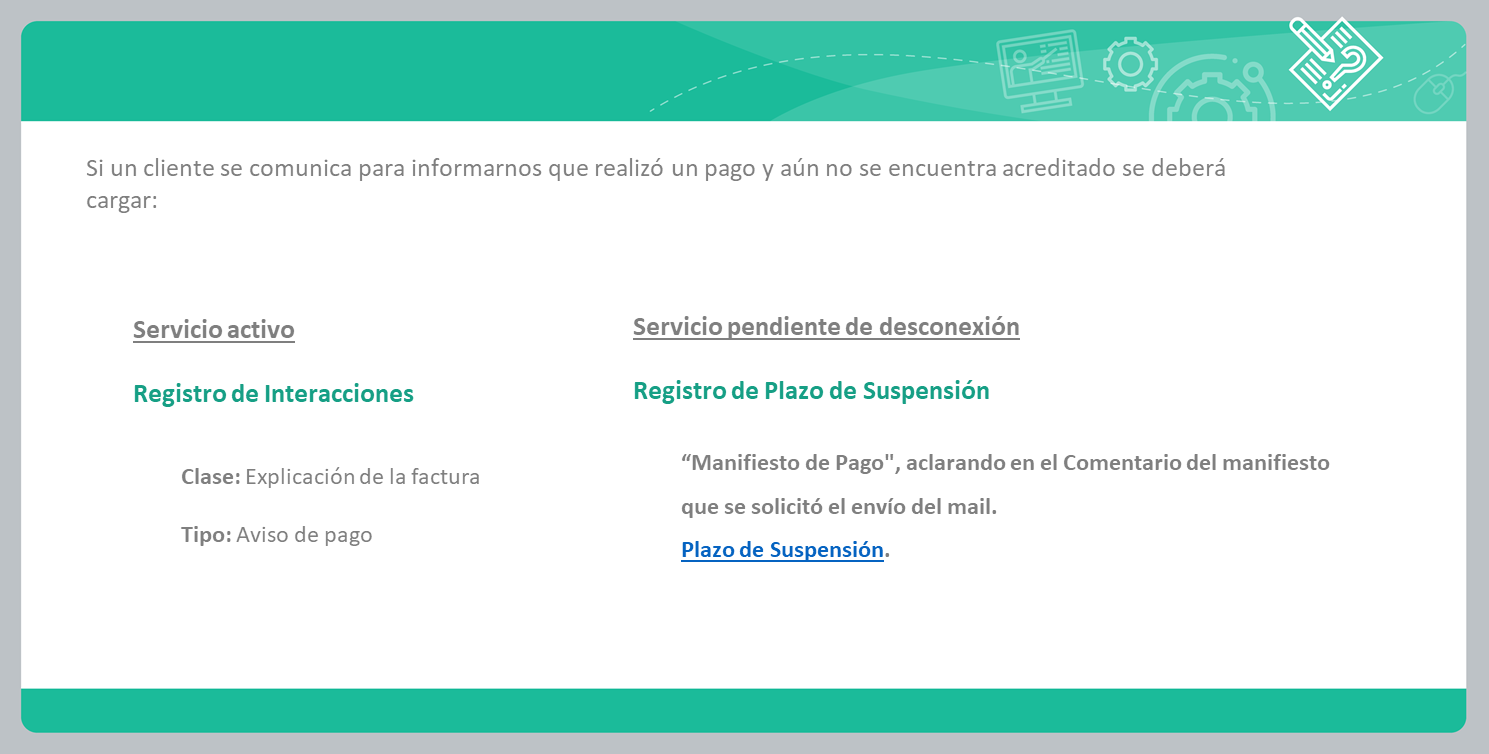 Si un cliente se comunica para informarnos que realizó un pago y aún no se encuentra acreditado se deberá
cargar:
Servicio activo
Registro de Interacciones
Clase: Explicación de la factura
Tipo: Aviso de pago
Servicio pendiente de desconexión
Registro de Plazo de Suspensión
“Manifiesto de Pago", aclarando en el Comentario del manifiesto
que se solicitó el envío del mail.
Plazo de Suspensión.